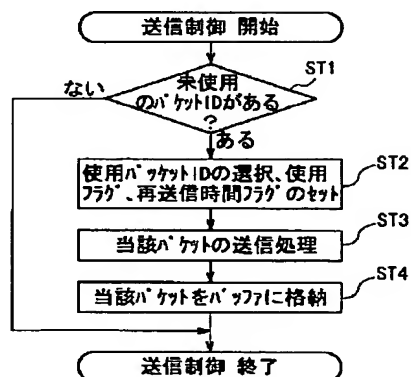 送信制御 開始
ST1
ない
未使用
のパケットIDがある
?
ある
ST2
使用パッケトIDの選択、使用
フラグ、再送信時間フラグのセット
ST3
当該パケットの送信処理
ST4
当該パケットをバッファに格納
送信制御 終了